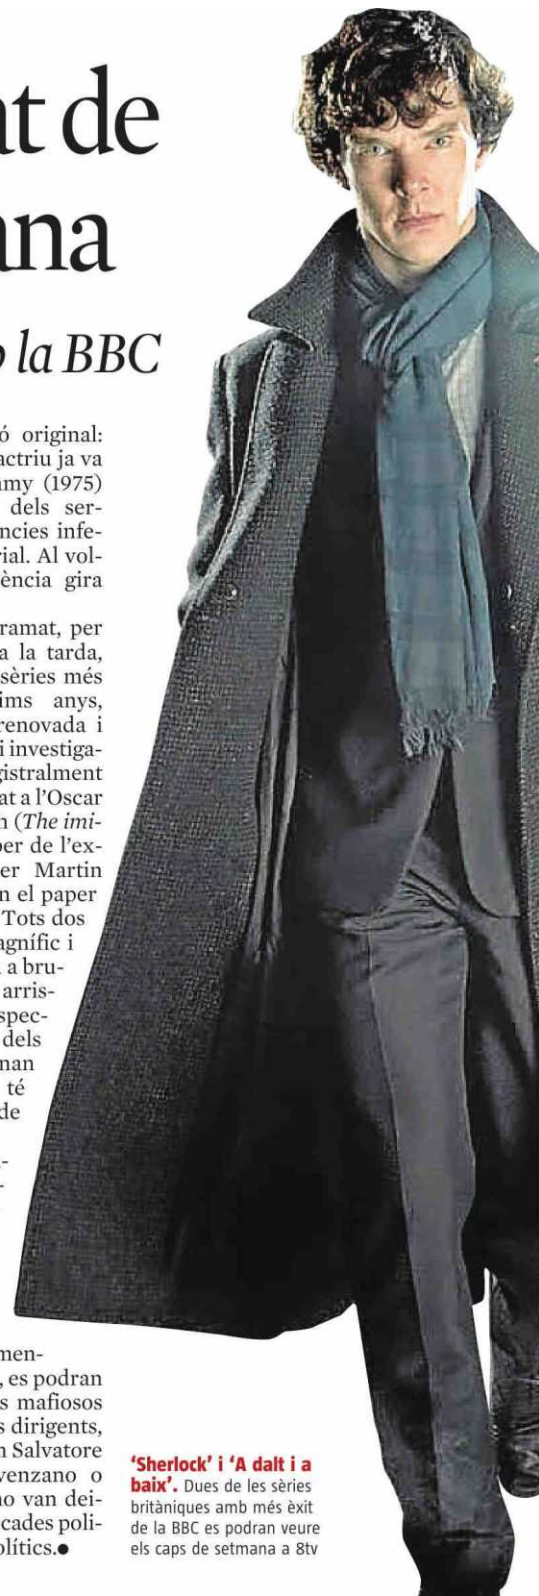 at de
ana
o la BBC
ó original:
actriu ja va
my (1975)
dels ser-
ncies infe-
rial. Al vol-
ència gira
ramat, per
a la tarda,
sèries més
ims anys,
renovada i
i investiga-
gistralment
at a l'Oscar
n (The imi-
per de l'ex-
er Martin
n el paper
Tots dos
agnífic i
a bru-
arris-
spec-
dels
nan
té
de
men-
, es podran
s mafiosos
s dirigents,
n Salvatore
venzano o
no van dei-
cades poli-
olítics.●
'Sherlock' i 'A dalt i a
baix'. Dues de les sèries
britàniques amb més èxit
de la BBC es podran veure
els caps de setmana a 8tv